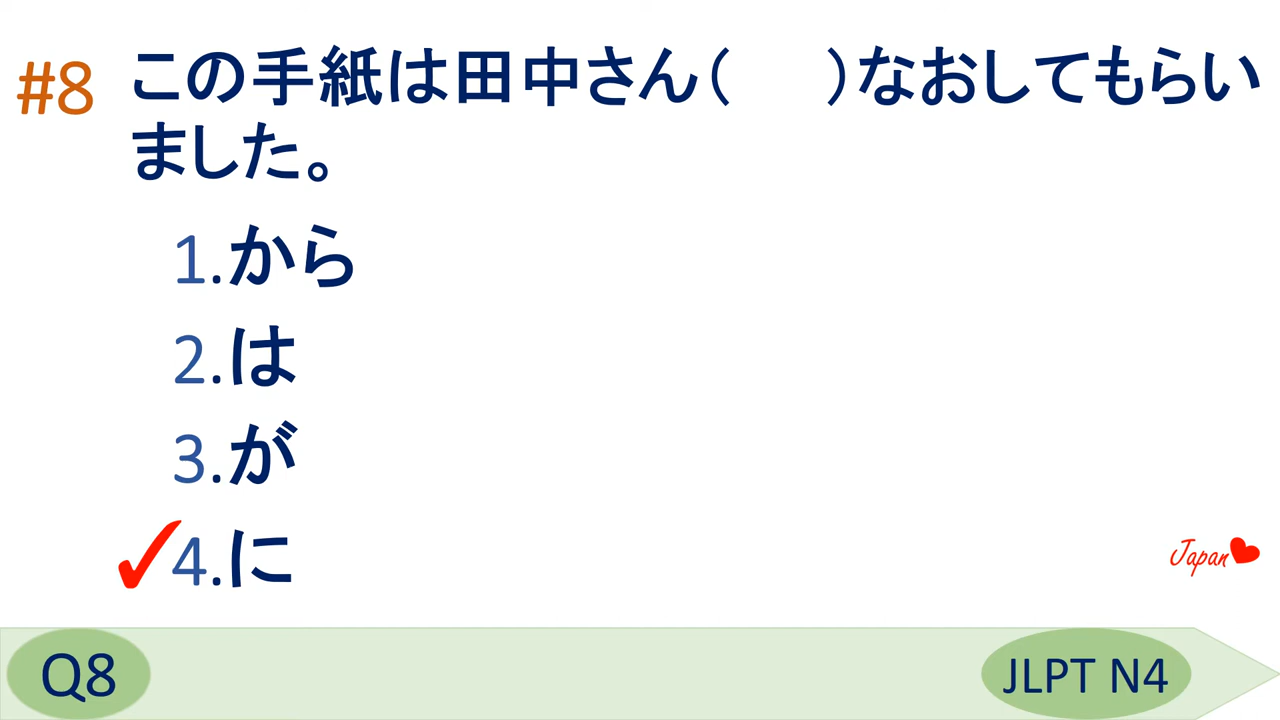 #8 この手紙は田中さん(　　)なおしてもらい
ました。
1.から
2.は
3.が
✓4.に
Japan
Q8
JLPT N4